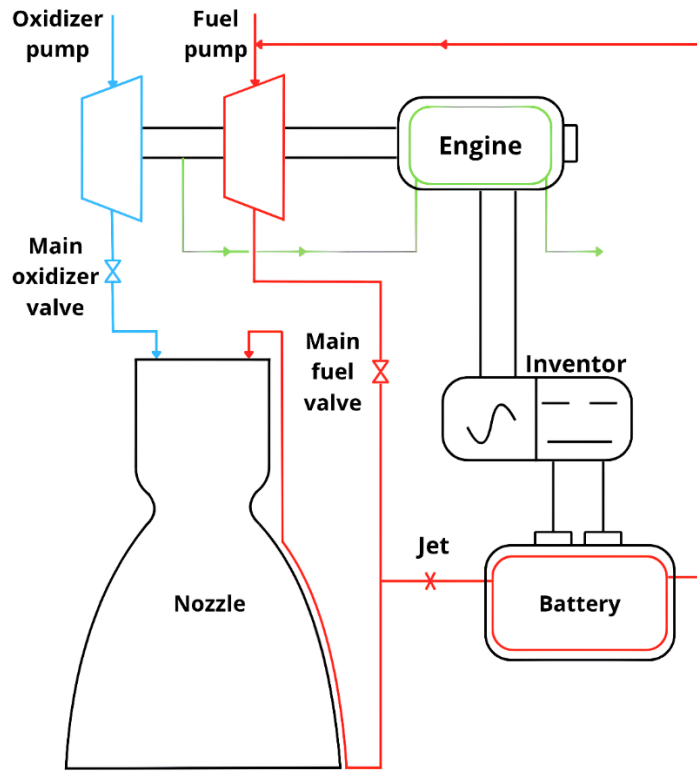 Oxidizer
pump
Fuel
pump
Engine
Main
oxidizer
valve
Main
fuel
valve
Inventor
Jet
Nozzle
Battery